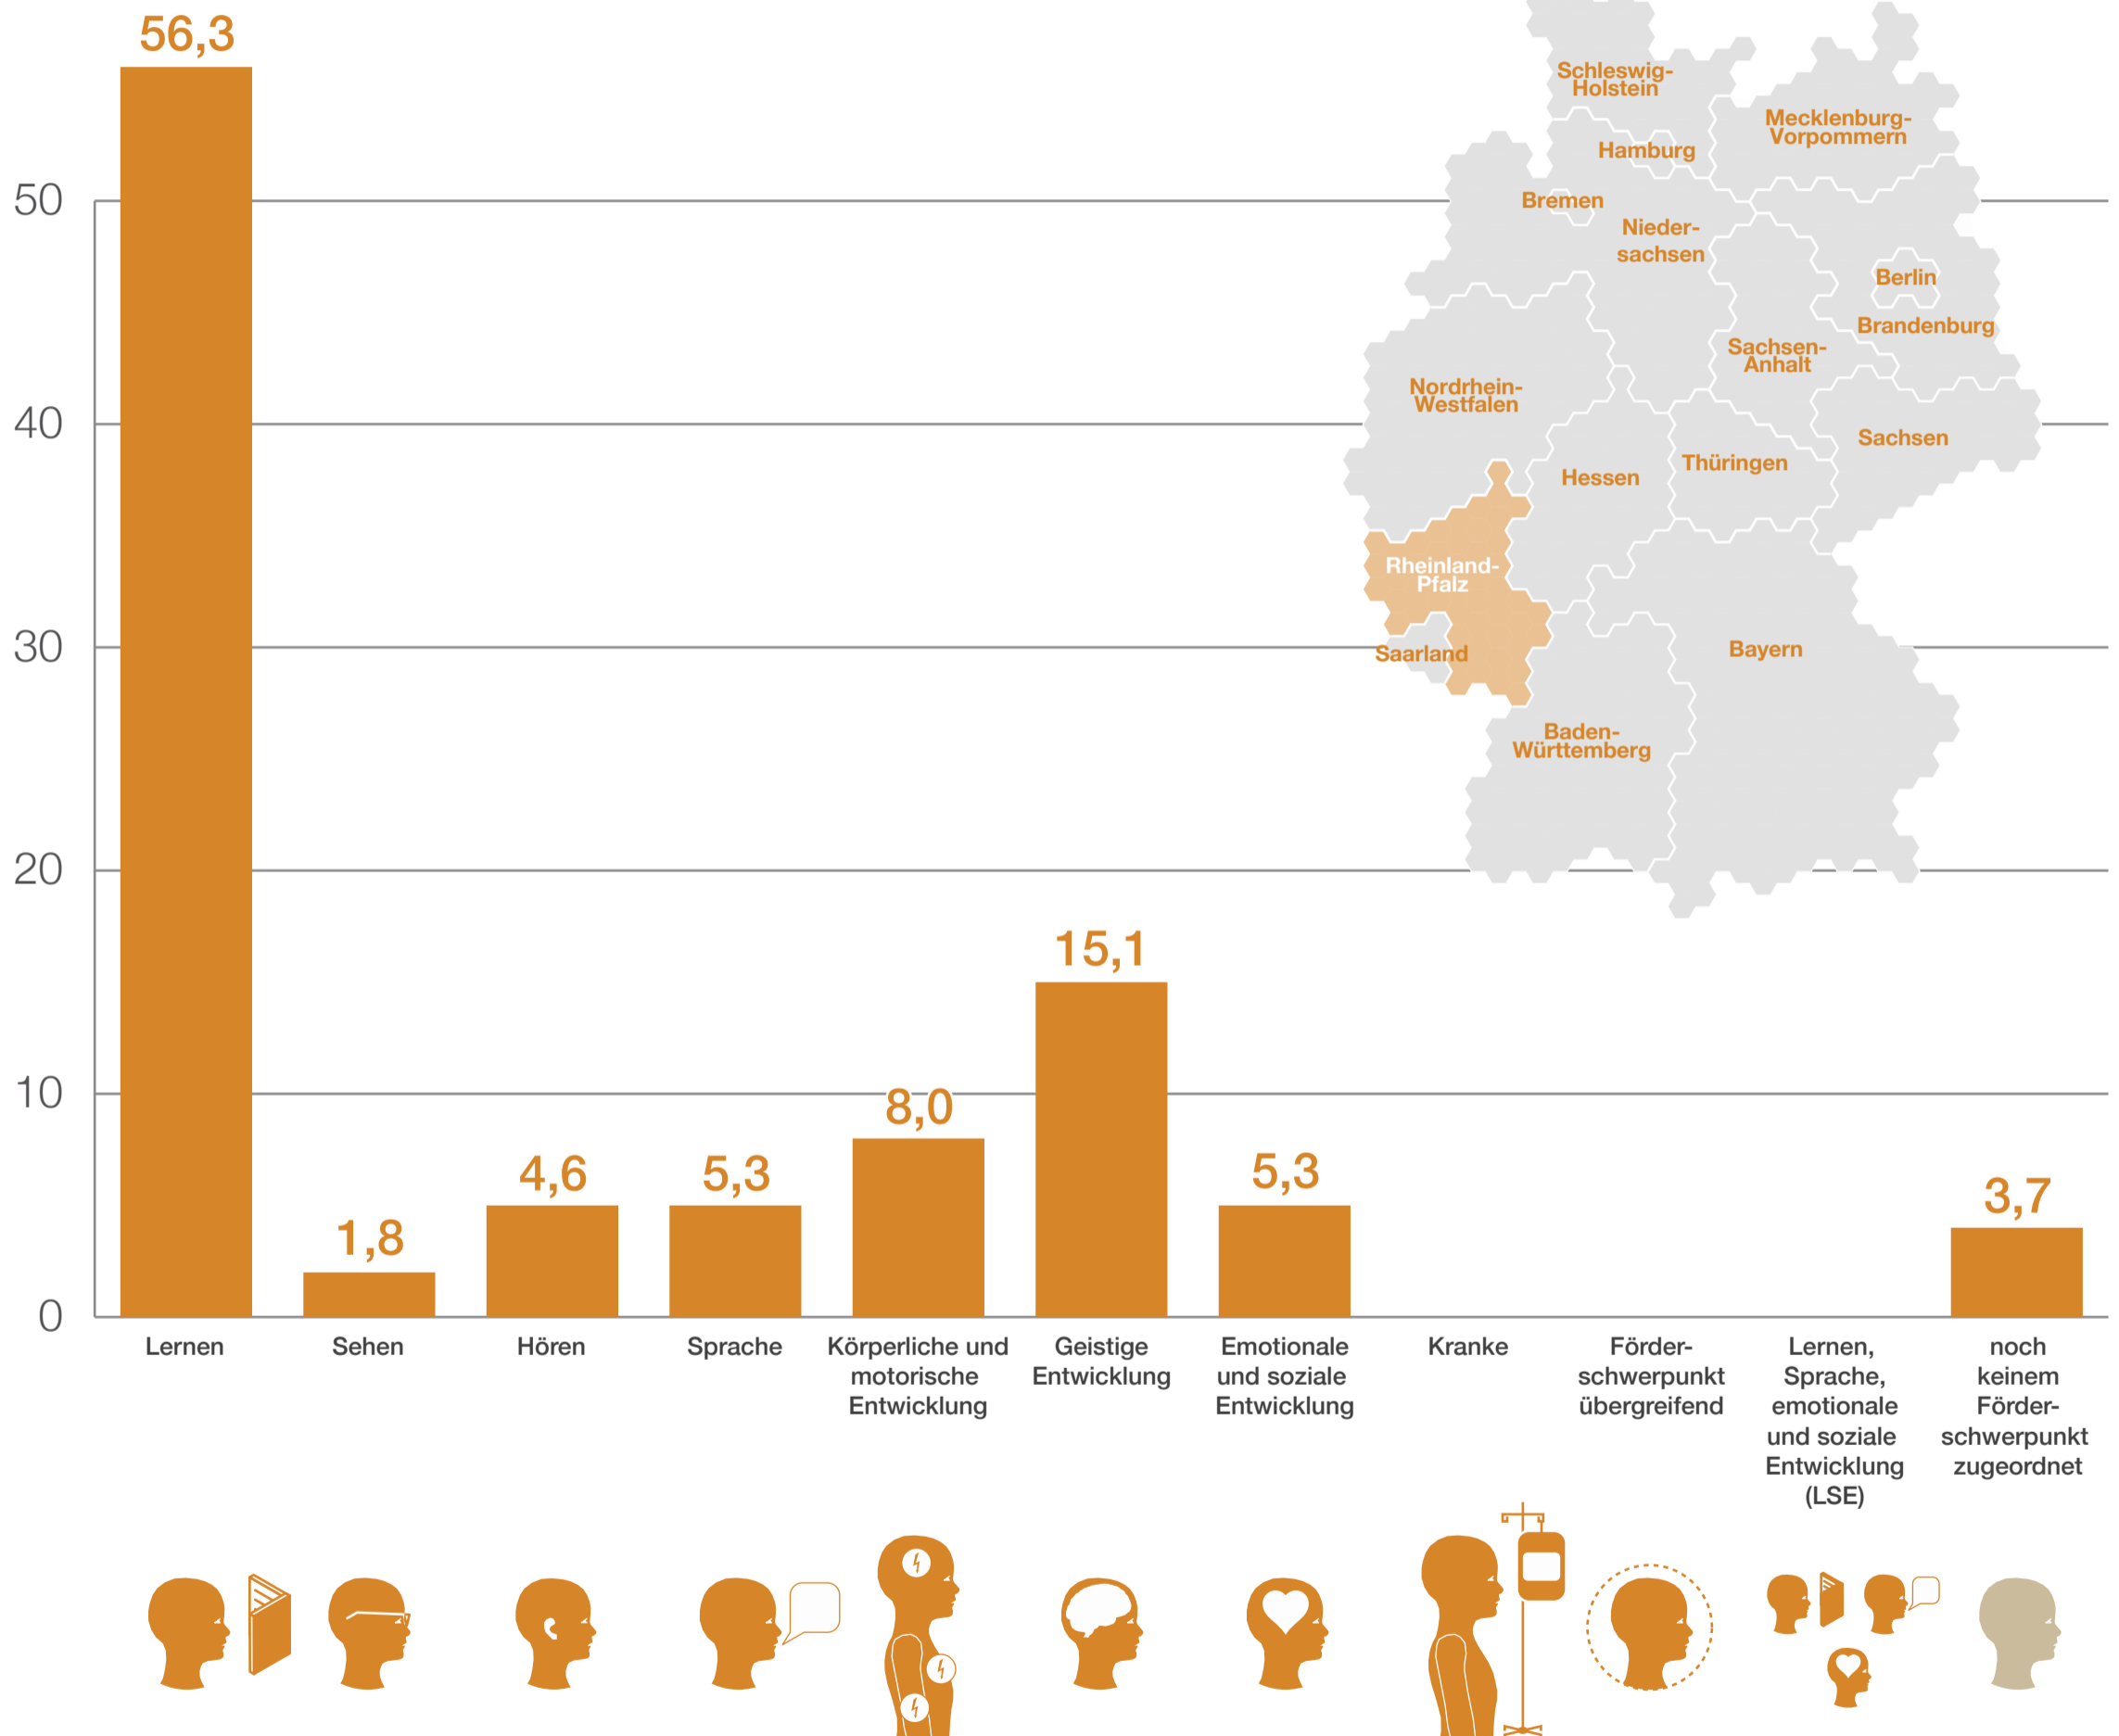 56,3
50
40
30
20
10
0
1,8
4,6
5,3
8,0
15,1
5,3
3,7
Lernen
Sehen
Hören
Sprache
Körperliche und
motorische
Entwicklung
Geistige
Entwicklung
Emotionale
und soziale
Entwicklung
Kranke
Förder-
schwerpunkt
übergreifend
Lernen,
Sprache,
emotionale
und soziale
Entwicklung
(LSE)
noch
keinem
Förder-
schwerpunkt
zugeordnet
Schleswig-
Holstein
Mecklenburg-
Vorpommern
Hamburg
Bremen
Nieder-
sachsen
Berlin
Brandenburg
Sachsen-
Anhalt
Nordrhein-
Westfalen
Sachsen
Thüringen
Hessen
Rheinland-
Pfalz
Saarland
Bayern
Baden-
Württemberg